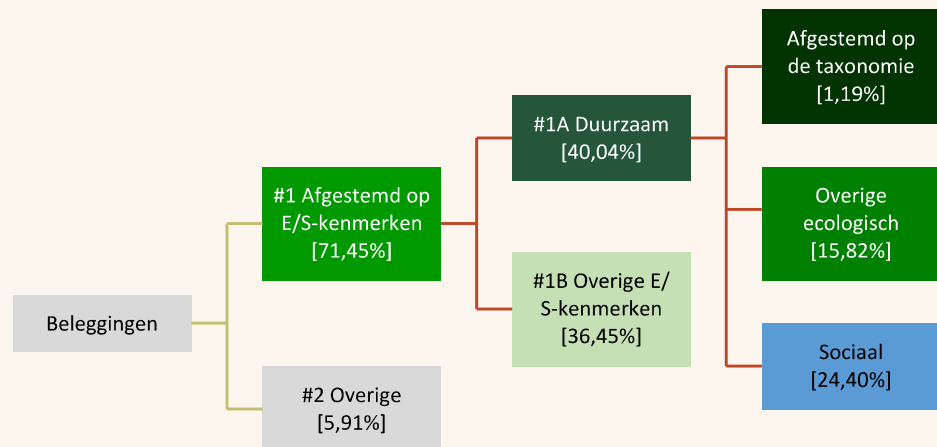 Beleggingen
#1 Afgestemd op
E/S-kenmerken
[71,45%]
#2 Overige
[5,91%]
#1A Duurzaam
[40,04%]
#1B Overige E/
S-kenmerken
[36,45%]
Afgestemd op
de taxonomie
[1,19%]
Overige
ecologisch
[15,82%]
Sociaal
[24,40%]